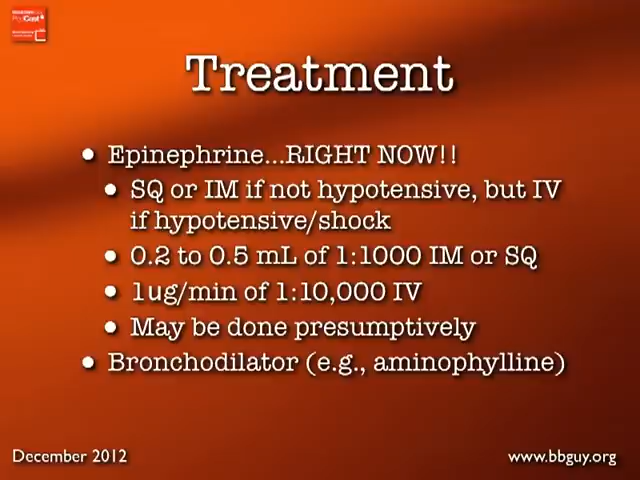 Treatment
• Epinephrine...RIGHT NOW!!
• SQ or IM if not hypotensive, but IV
if hypotensive/shock
• 0.2 to 0.5 mL of 1:1000 IM or SQ
• 1ug/min of 1:10,000 IV
• May be done presumptively
• Bronchodilator (e.g., aminophylline)
December 2012
www.bbguy.org